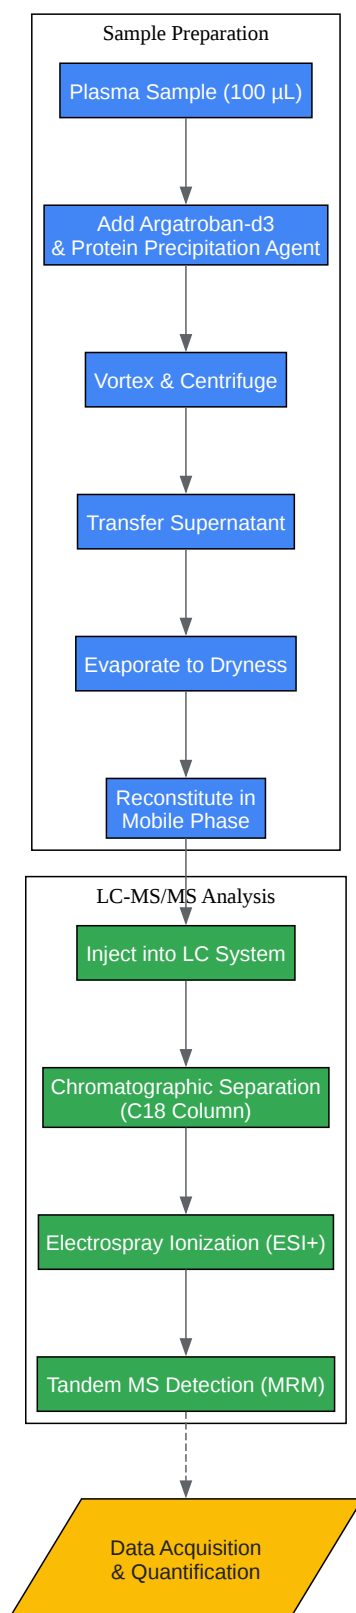 Sample Preparation
Plasma Sample (100 µL)
Add Argatroban-d3
& Protein Precipitation Agent
Vortex & Centrifuge
Transfer Supernatant
Evaporate to Dryness
Reconstitute in
Mobile Phase
LC-MS/MS Analysis
Inject into LC System
Chromatographic Separation
(C18 Column)
Electrospray Ionization (ESI+)
Tandem MS Detection (MRM)
Data Acquisition
& Quantification